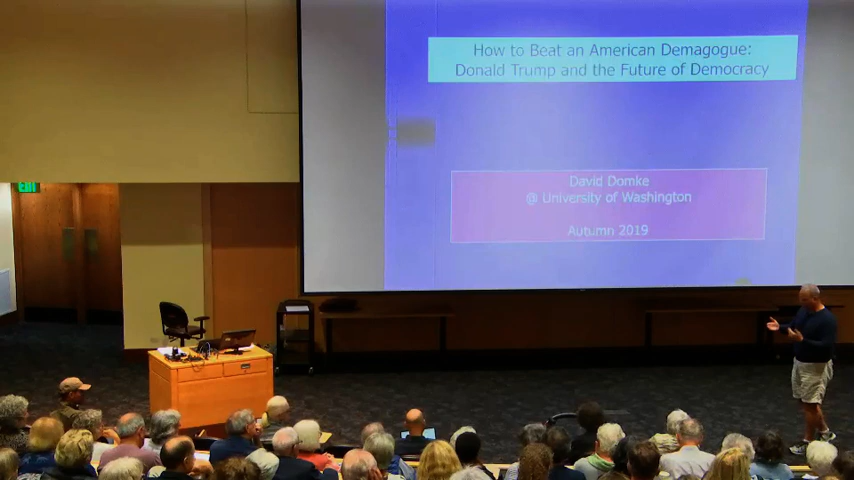 How to Beat an American Demagogue:
Donald Trump and the Future of Democracy
David Domke
@ University of Washington
Autumn 2019
EXIT